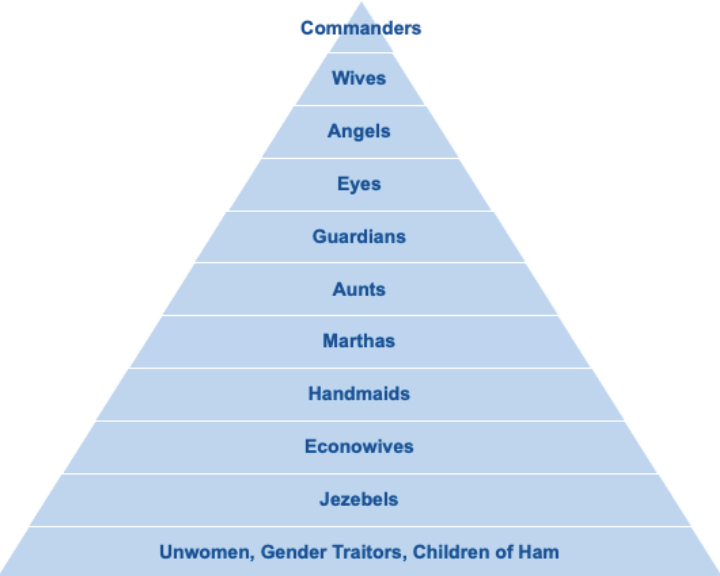 Commanders
Wives
Angels
Eyes
Guardians
Aunts
Marthas
Handmaids
Econowives
Jezebels
Unwomen, Gender Traitors, Children of Ham